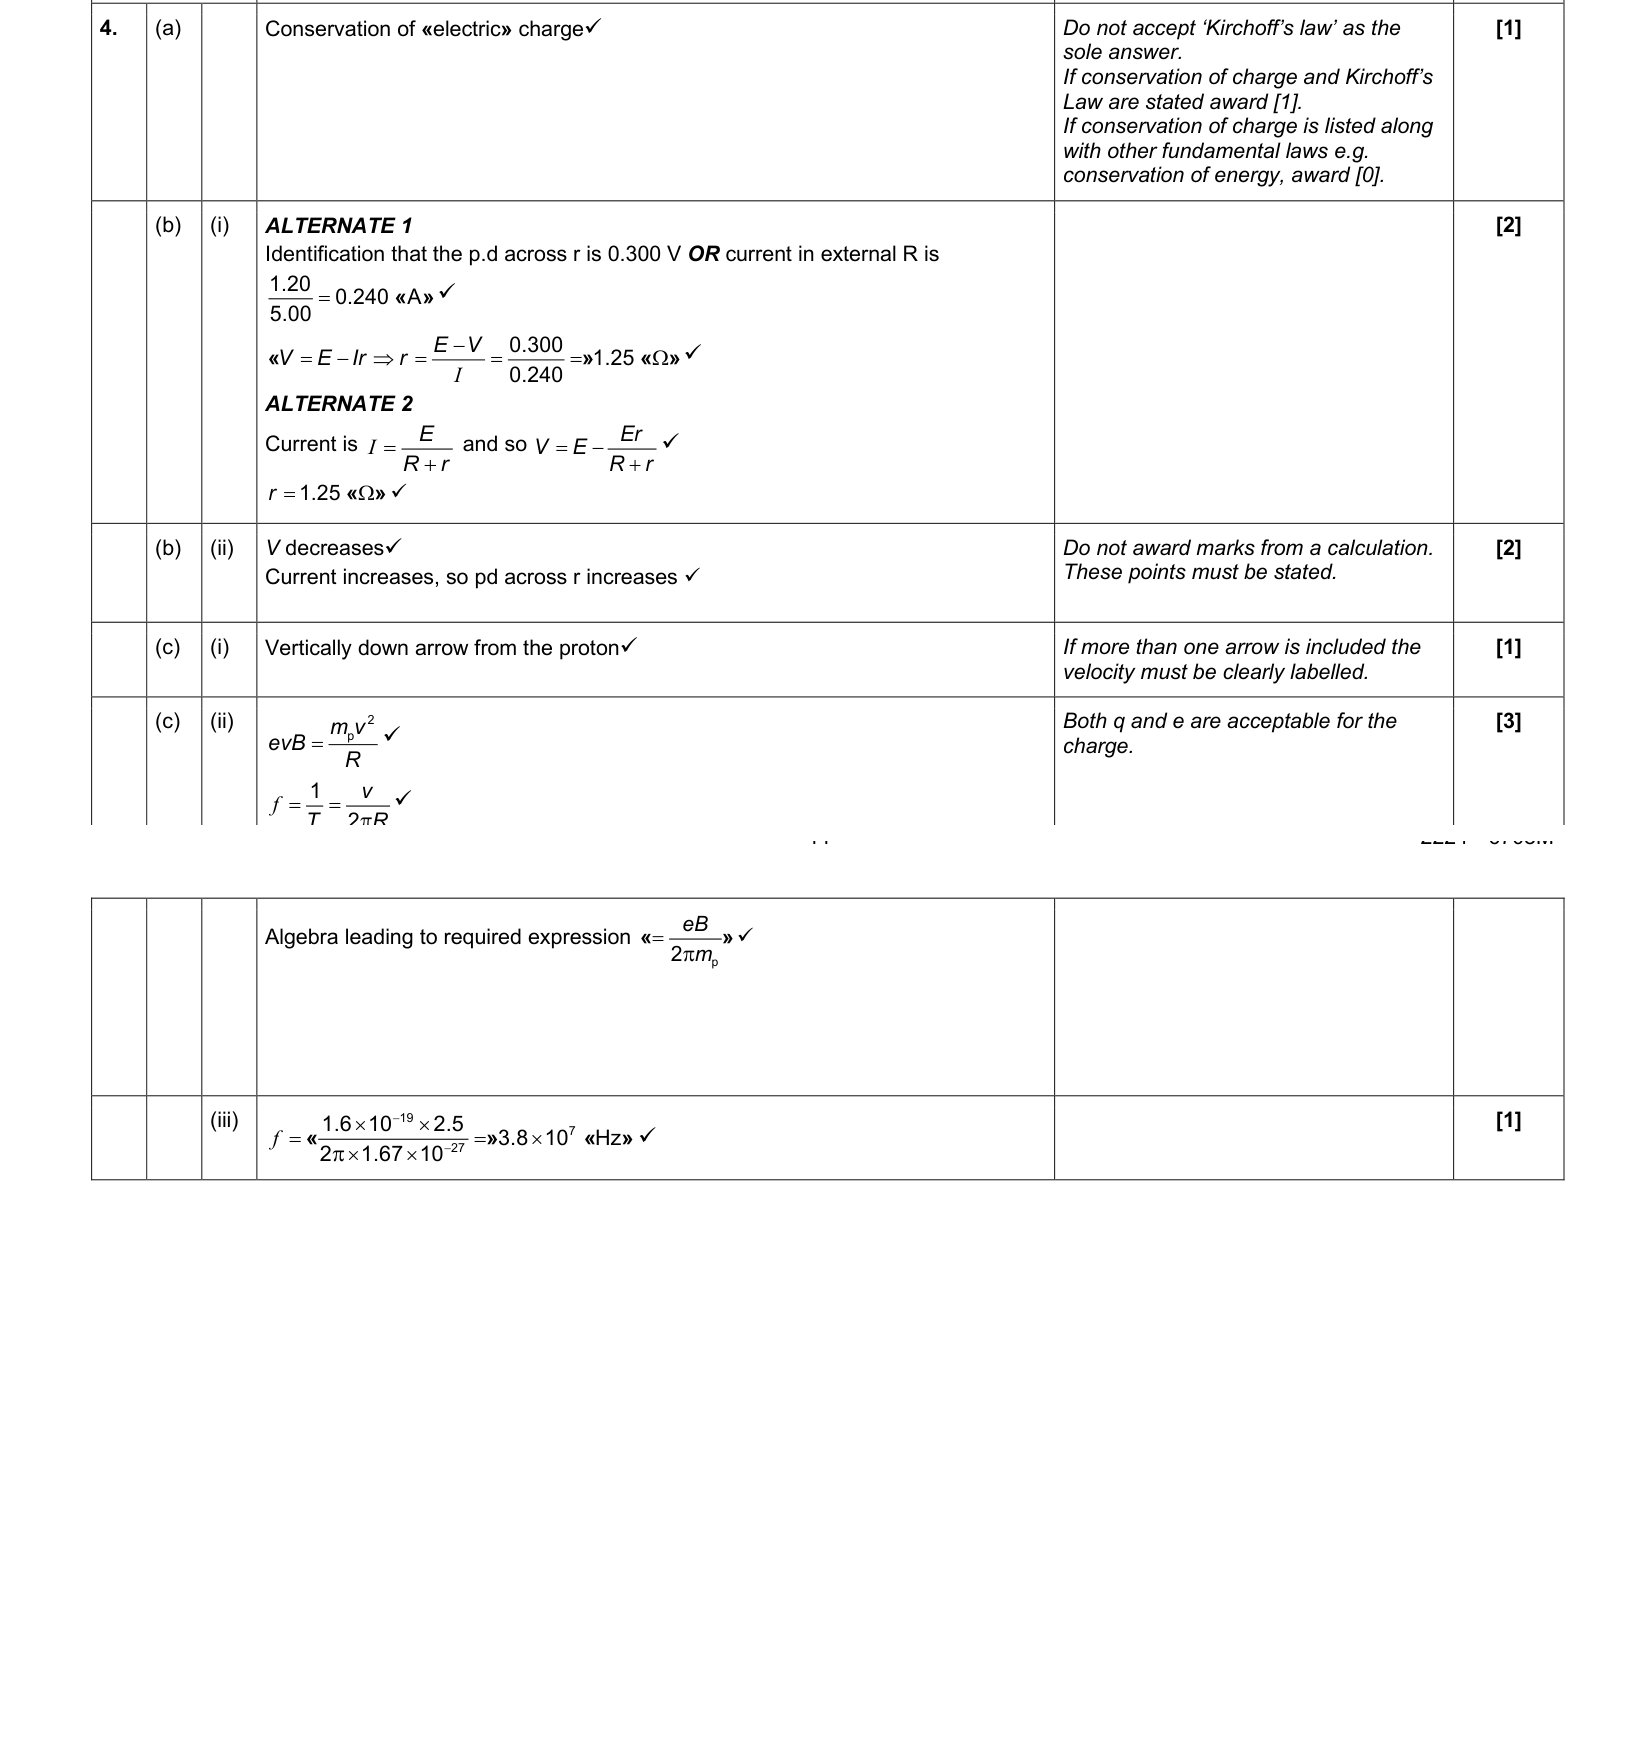 4. (a) Conservation of «electric» charge✓ Do not accept ‘Kirchoff’s law’ as the [1]
sole answer.
If conservation of charge and Kirchoff’s
Law are stated award [1].
If conservation of charge is listed along
with other fundamental laws e.g.
conservation of energy, award [0].
(b) (i) ALTERNATE 1 [2]
Identification that the p.d across r is 0.300 V OR current in external R is
1.20/5.00 = 0.240 «A» ✓
«V = E − Ir ⇒ r = (E − V)/I = 0.300/0.240 =»1.25 «Ω» ✓
ALTERNATE 2
Current is I = E/(R + r) and so V = E − Er/(R + r) ✓
r = 1.25 «Ω» ✓
(b) (ii) V decreases✓ Do not award marks from a calculation. [2]
These points must be stated.
Current increases, so pd across r increases ✓
(c) (i) Vertically down arrow from the proton✓ If more than one arrow is included the [1]
velocity must be clearly labelled.
(c) (ii) evB = mₚv²/R ✓ Both q and e are acceptable for the [3]
charge.
f = 1/T = v/2πR ✓
Algebra leading to required expression «= eB/2πmₚ» ✓
(iii) f = «1.6×10⁻¹⁹ ×2.5/2π×1.67×10⁻²⁷ =»3.8×10⁷ «Hz» ✓ [1]